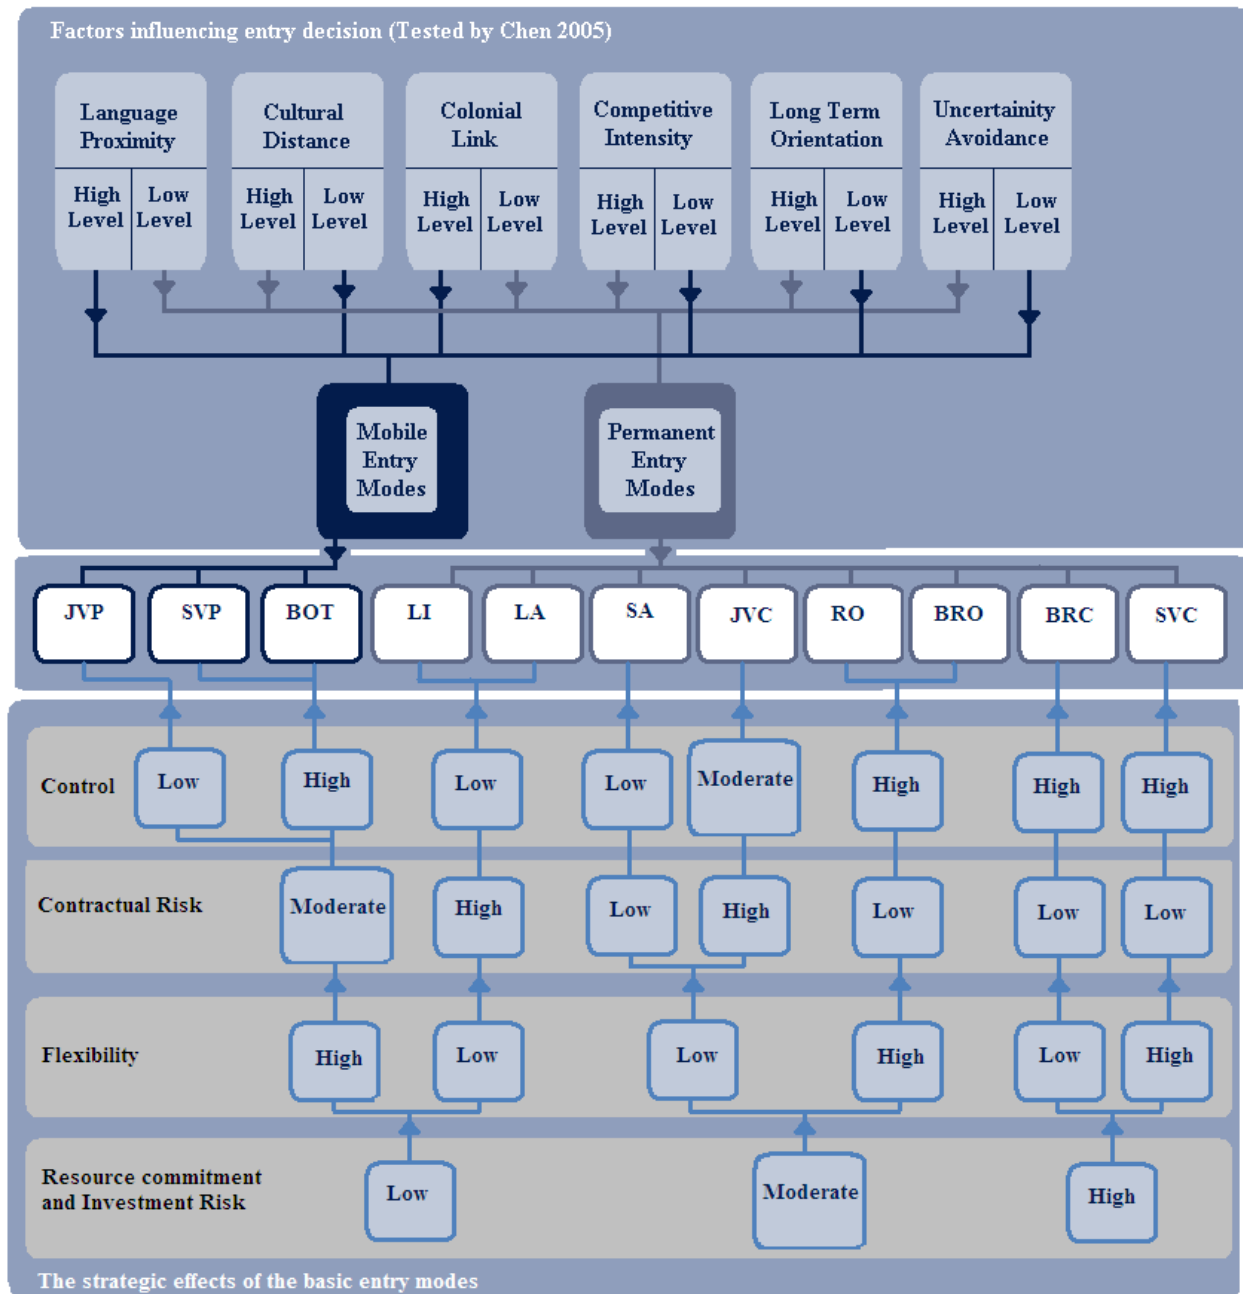 Factors influencing entry decision (Tested by Chen 2005)
Language
Proximity
High
Level
Low
Level
Cultural
Distance
High
Level
Low
Level
Colonial
Link
High
Level
Low
Level
Competitive
Intensity
High
Level
Low
Level
Long Term
Orientation
High
Level
Low
Level
Uncertainity
Avoidance
High
Level
Low
Level
Mobile
Entry
Modes
Permanent
Entry
Modes
JVP
SVP
BOT
LI
LA
SA
JVC
RO
BRO
BRC
SVC
Control
Low
High
Low
Low
Moderate
High
High
High
Contractual Risk
Moderate
High
Low
High
Low
Low
Low
Flexibility
High
Low
Low
High
Low
High
Resource commitment
and Investment Risk
Low
Moderate
High
The strategic effects of the basic entry modes